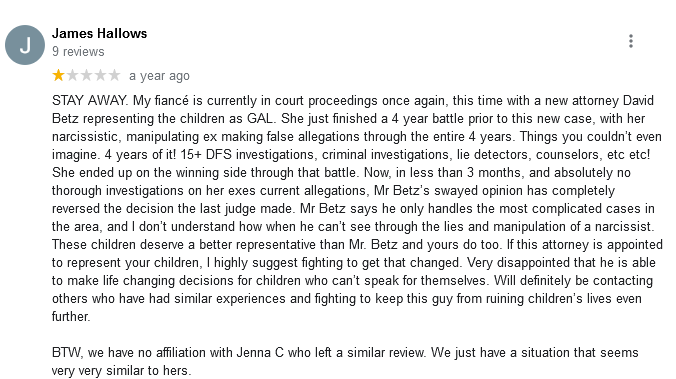 J
James Hallows
9 reviews
a year ago
STAY AWAY. My fiancé is currently in court proceedings once again, this time with a new attorney David
Betz representing the children as GAL. She just finished a 4 year battle prior to this new case, with her
narcissistic, manipulating ex making false allegations through the entire 4 years. Things you couldn’t even
imagine. 4 years of it! 15+ DFS investigations, criminal investigations, lie detectors, counselors, etc etc!
She ended up on the winning side through that battle. Now, in less than 3 months, and absolutely no
thorough investigations on her exes current allegations, Mr Betz’s swayed opinion has completely
reversed the decision the last judge made. Mr Betz says he only handles the most complicated cases in
the area, and I don’t understand how when he can’t see through the lies and manipulation of a narcissist.
These children deserve a better representative than Mr. Betz and yours do too. If this attorney is appointed
to represent your children, I highly suggest fighting to get that changed. Very disappointed that he is able
to make life changing decisions for children who can’t speak for themselves. Will definitely be contacting
others who have had similar experiences and fighting to keep this guy from ruining children’s lives even
further.
BTW, we have no affiliation with Jenna C who left a similar review. We just have a situation that seems
very very similar to hers.